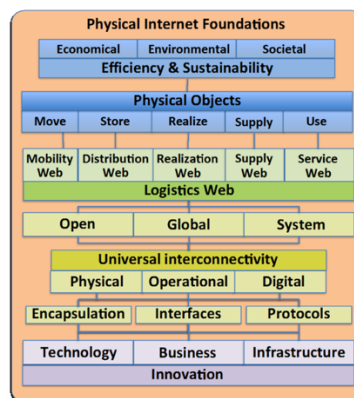 Physical Internet Foundations
Economical Environmental Societal
Efficiency & Sustainability
Physical Objects
Move Store Realize Supply Use
Mobility Web Distribution Web Realization Web Supply Web Service Web
Logistics Web
Open Global System
Universal interconnectivity
Physical Operational Digital
Encapsulation Interfaces Protocols
Technology Business Infrastructure
Innovation